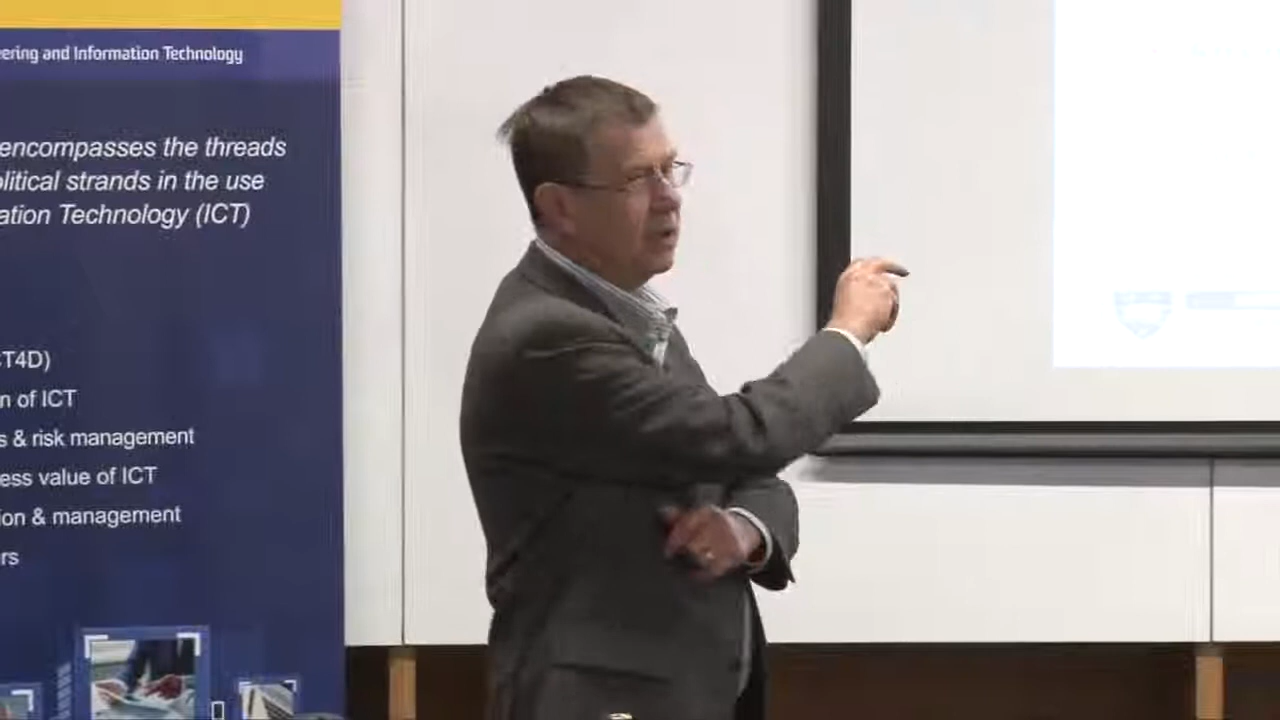 ering and Information Technology
encompasses the threads
olitical strands in the use
ation Technology (ICT)
CT4D)
n of ICT
s & risk management
ess value of ICT
ion & management
rs